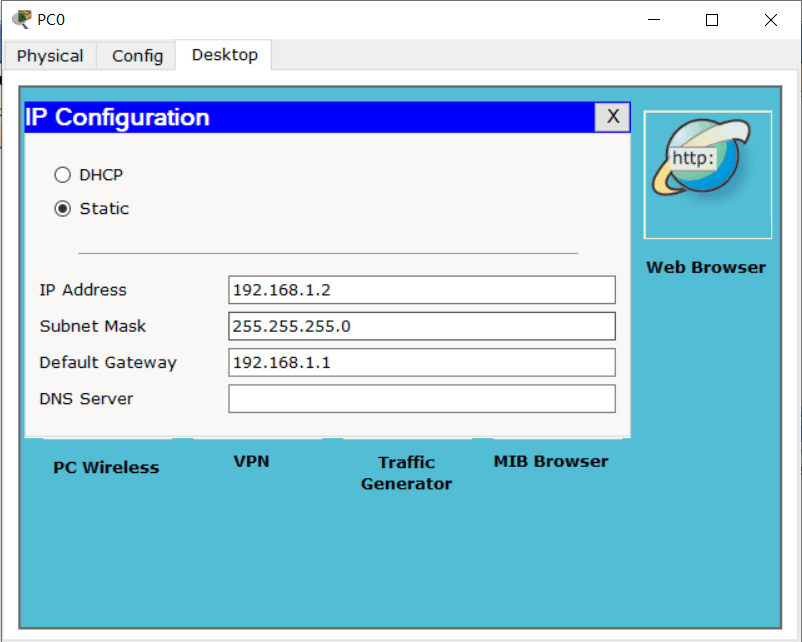 PC0
Physical Config Desktop
IP Configuration X
DHCP
Static
IP Address 192.168.1.2
Subnet Mask 255.255.255.0
Default Gateway 192.168.1.1
DNS Server
http:
Web Browser
PC Wireless
VPN
Traffic
Generator
MIB Browser